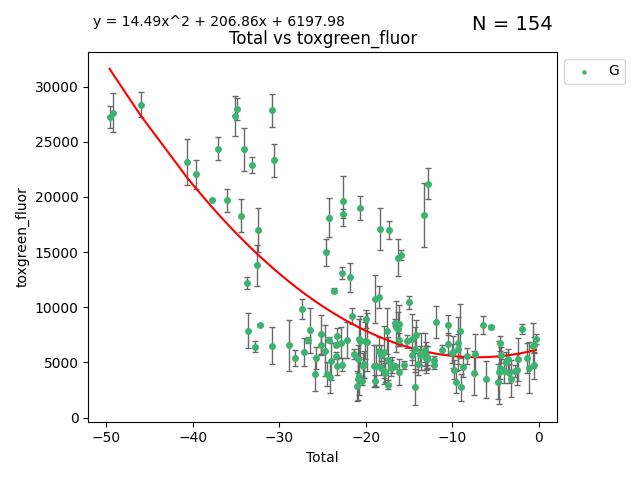 y = 14.49x^2 + 206.86x + 6197.98
N = 154
Total vs toxgreen_fluor
G
30000
25000
20000
15000
10000
5000
0
toxgreen_fluor
−50 −40 −30 −20 −10 0
Total